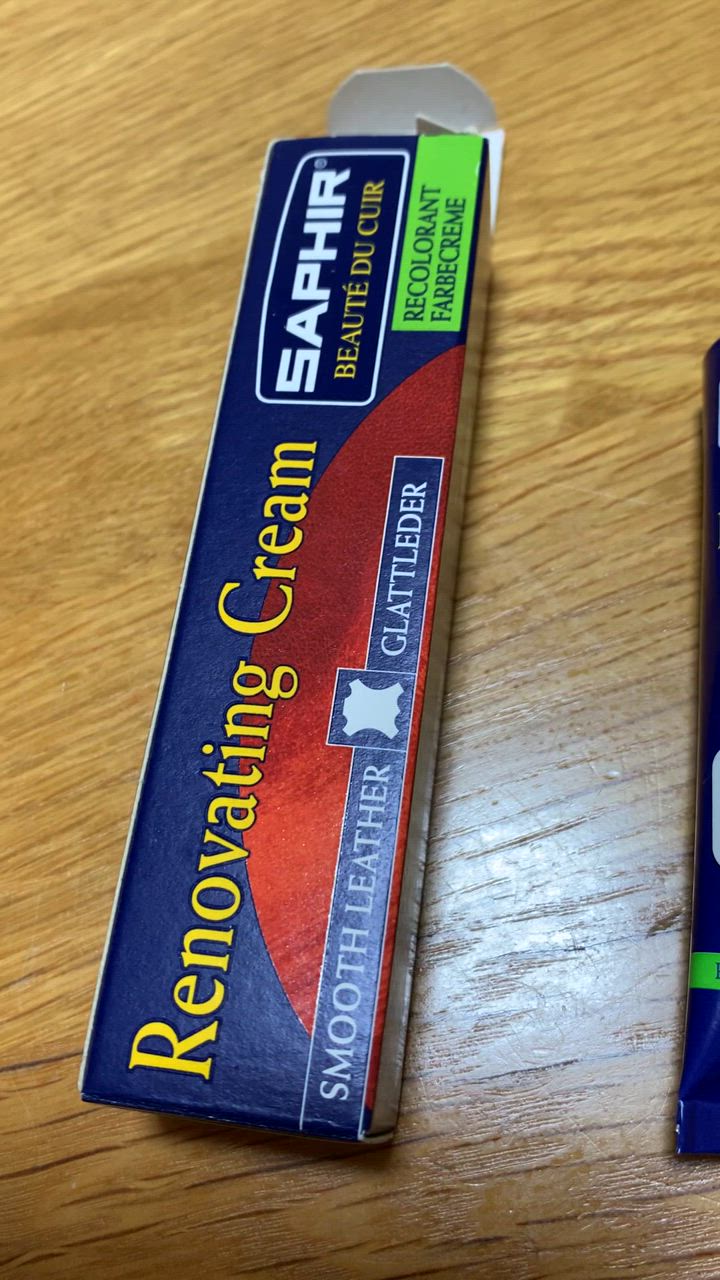 SAPHIR®
BEAUTÉ DU CUIR
RECOLORANT
FARBECREME
Renovating Cream
SMOOTH LEATHER GLATTLEDER